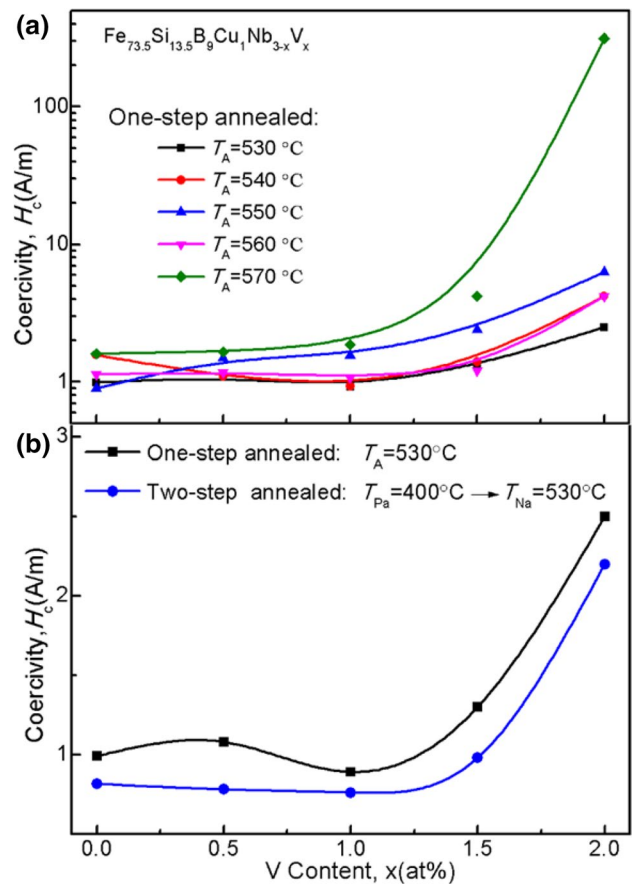 (a)
Fe73.5Si13.5B9Cu1Nb3-xVx
One-step annealed:
TA=530 °C
TA=540 °C
TA=550 °C
TA=560 °C
TA=570 °C
100
10
1
Coercivity, Hc(A/m)
(b)
One-step annealed: TA=530°C
Two-step annealed: TPa=400°C → TNa=530°C
3
2
1
Coercivity, Hc(A/m)
0.0 0.5 1.0 1.5 2.0
V Content, x(at%)